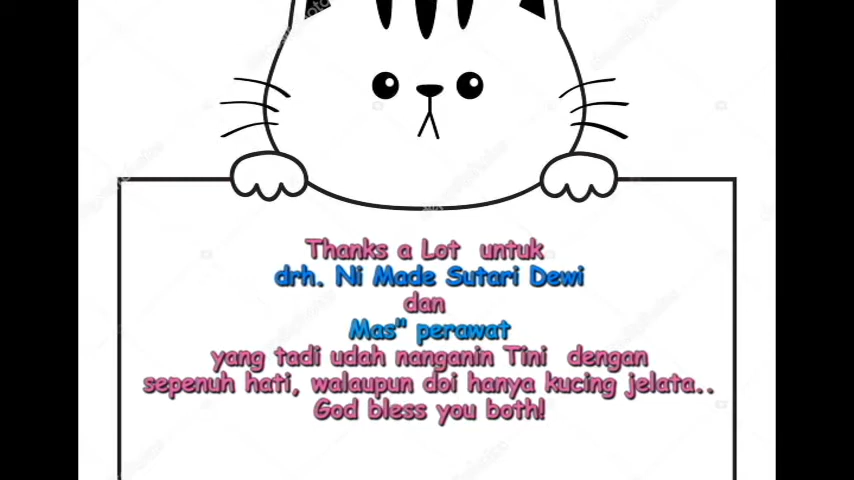 Thanks a Lot untuk
drh. Ni Made Sutari Dewi
dan
Mas" perawat
yang tadi udah nanganin Tini dengan
sepenuh hati, walaupun doi hanya kucing jelata..
God bless you both!